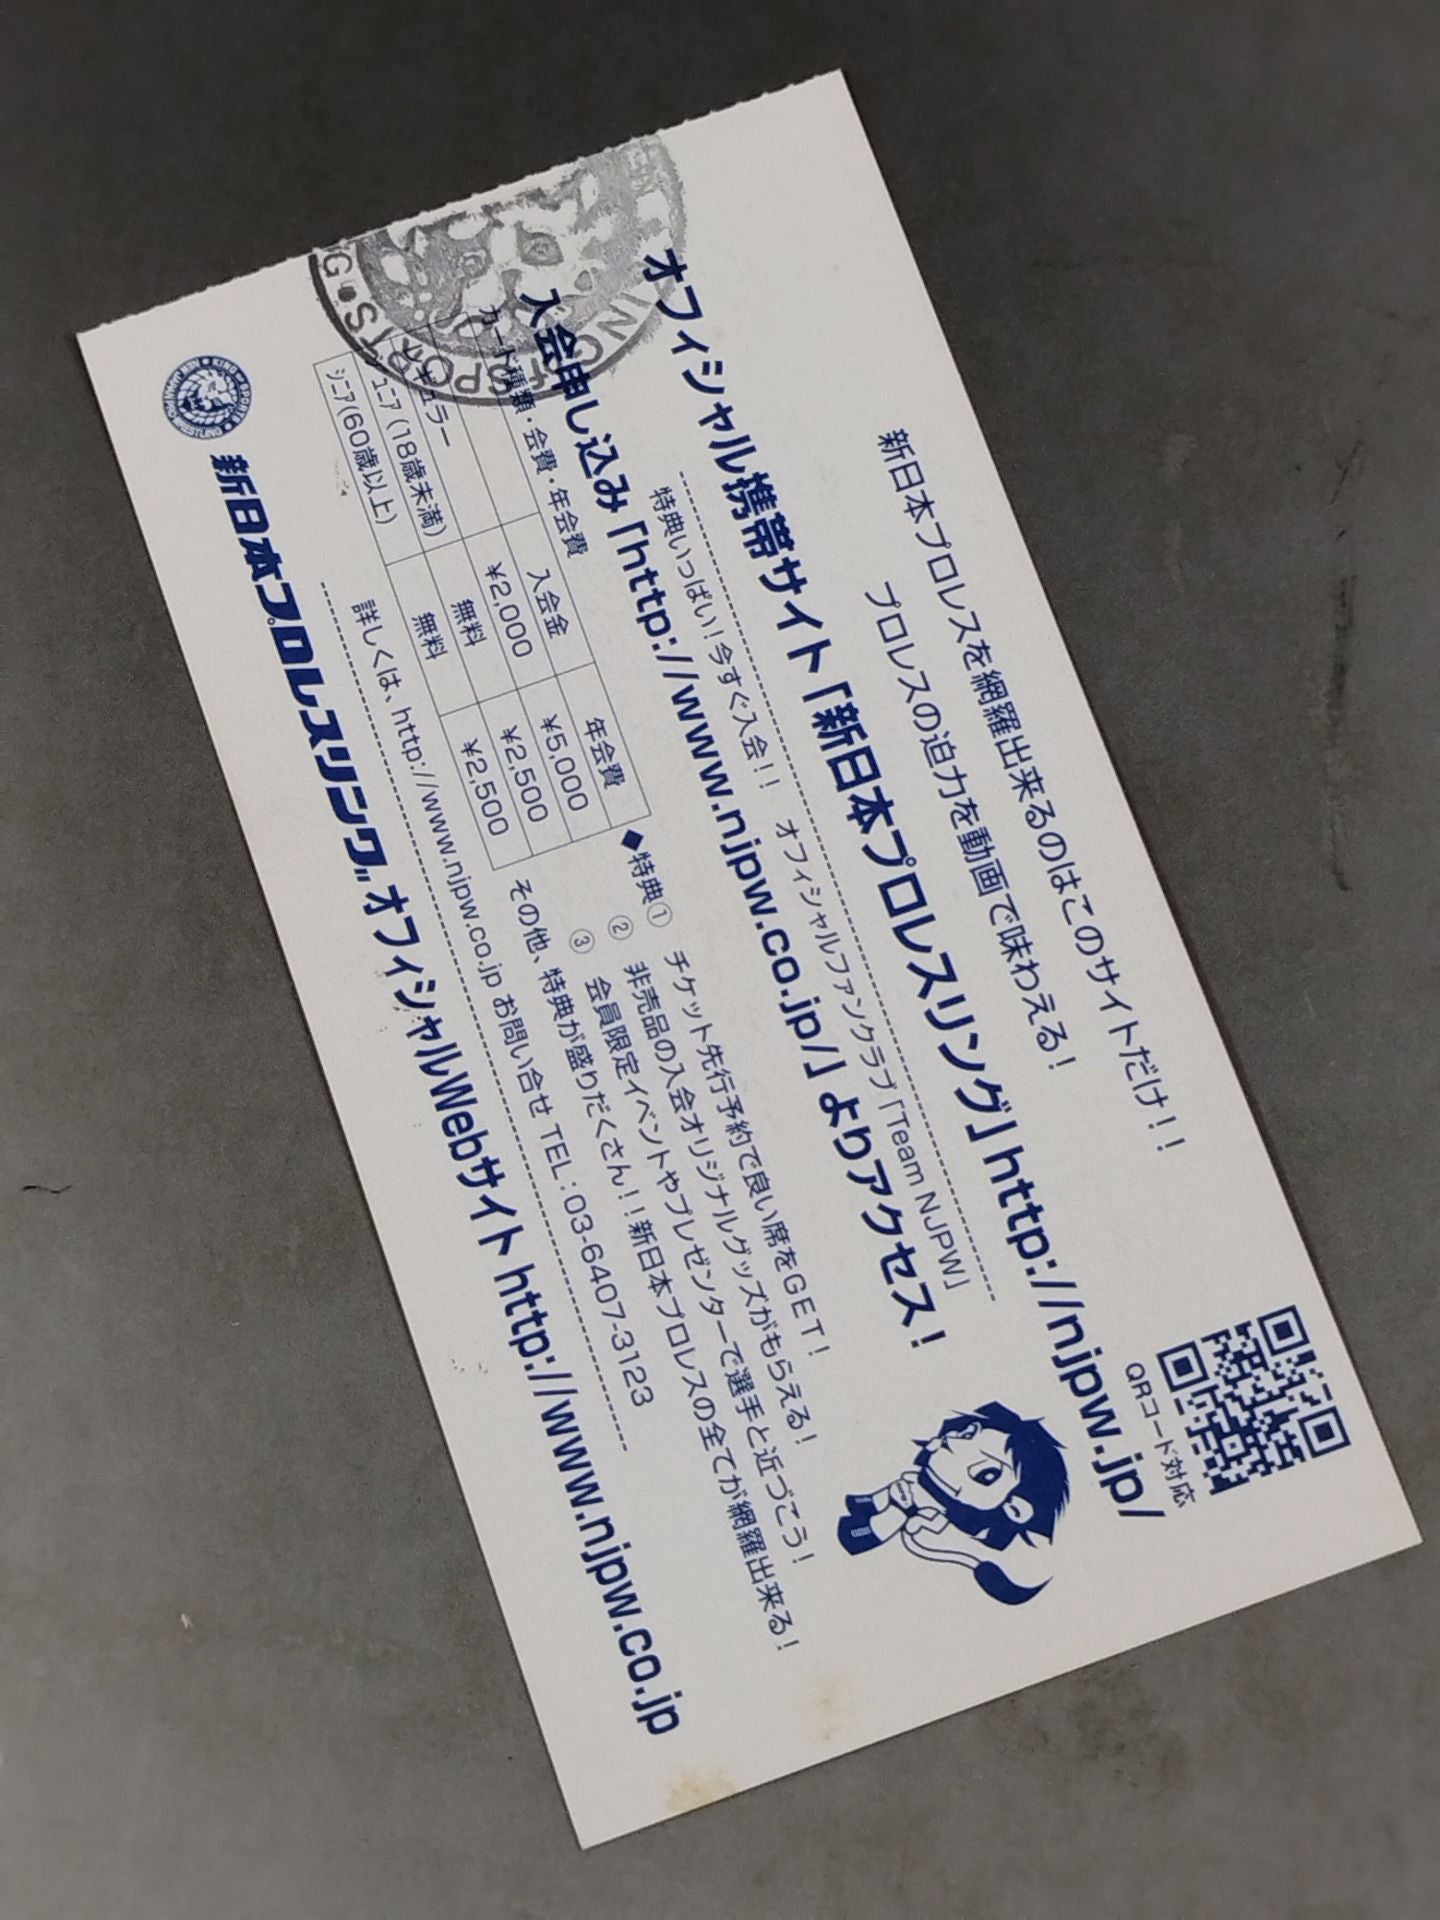 新日本プロレスを網羅出来るのはこのサイトだけ!!
プロレスの迫力を動画で味わえる!
オフィシャル携帯サイト「新日本プロレスリング」http://njpw.jp/
QRコード対応
特典いっぱい!今すぐ入会!! オフィシャルファンクラブ「Team NJPW」
入会申し込み「http://www.njpw.co.jp/」よりアクセス!
カード種類・会費・年会費 入会金 年会費
レギュラー ¥2,000 ¥5,000
ジュニア(18歳未満) 無料 ¥2,500
シニア(60歳以上) 無料 ¥2,500
◆特典① チケット先行予約で良い席をGET!
② 非売品の入会オリジナルグッズがもらえる!
③ 会員限定イベントやプレゼンターで選手と近づこう!
その他、特典が盛りだくさん!!新日本プロレスの全てが網羅出来る!
詳しくは、http://www.njpw.co.jp お問い合せ TEL:03-6407-3123
新日本プロレスリング オフィシャルWebサイト http://www.njpw.co.jp
KING of SPORTS
ING of SPORTS・G